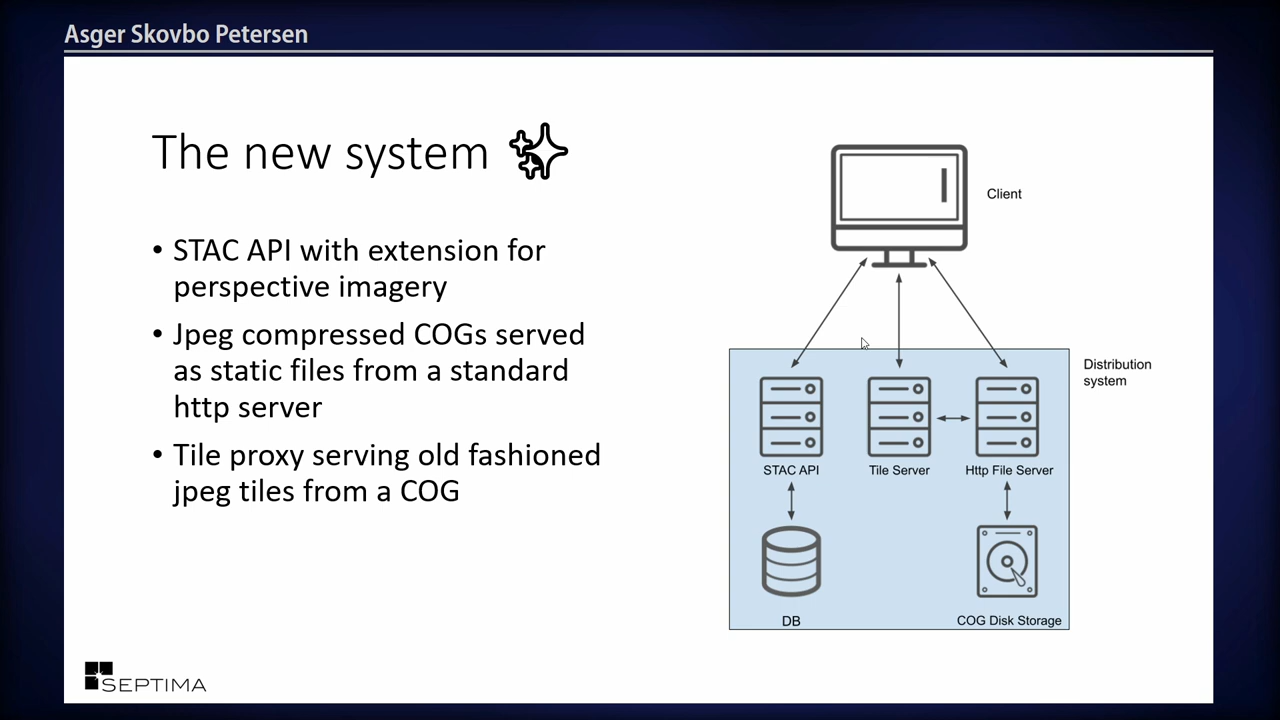 Asger Skovbo Petersen
The new system
• STAC API with extension for
perspective imagery
• Jpeg compressed COGs served
as static files from a standard
http server
• Tile proxy serving old fashioned
jpeg tiles from a COG
Client
Distribution
system
STAC API
Tile Server
Http File Server
DB
COG Disk Storage
SEPTIMA